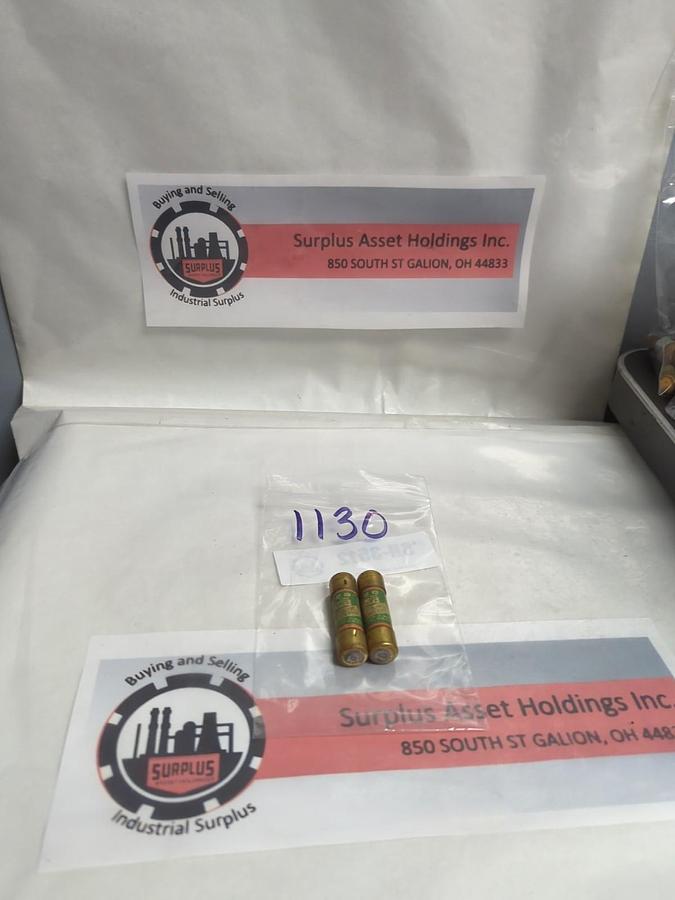 Buying and Selling
SURPLUS
Industrial Surplus
Surplus Asset Holdings Inc.
850 SOUTH ST GALION, OH 44833
1130
Buying and Selling
SURPLUS
Industrial Surplus
Surplus Asset Holdings Inc.
850 SOUTH ST GALION, OH 4483